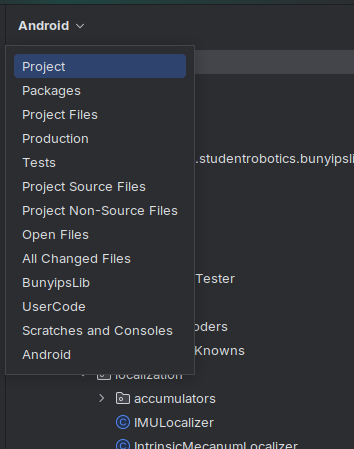 Android
Project
Packages
Project Files
Production
Tests
.studentrobotics.bunyipsli
Project Source Files
Project Non-Source Files
Open Files
All Changed Files
BunyipsLib
Tester
UserCode
Scratches and Consoles
oders
Android
Knowns
localization
accumulators
IMULocalizer
IntrinsicMecanumLocalizer